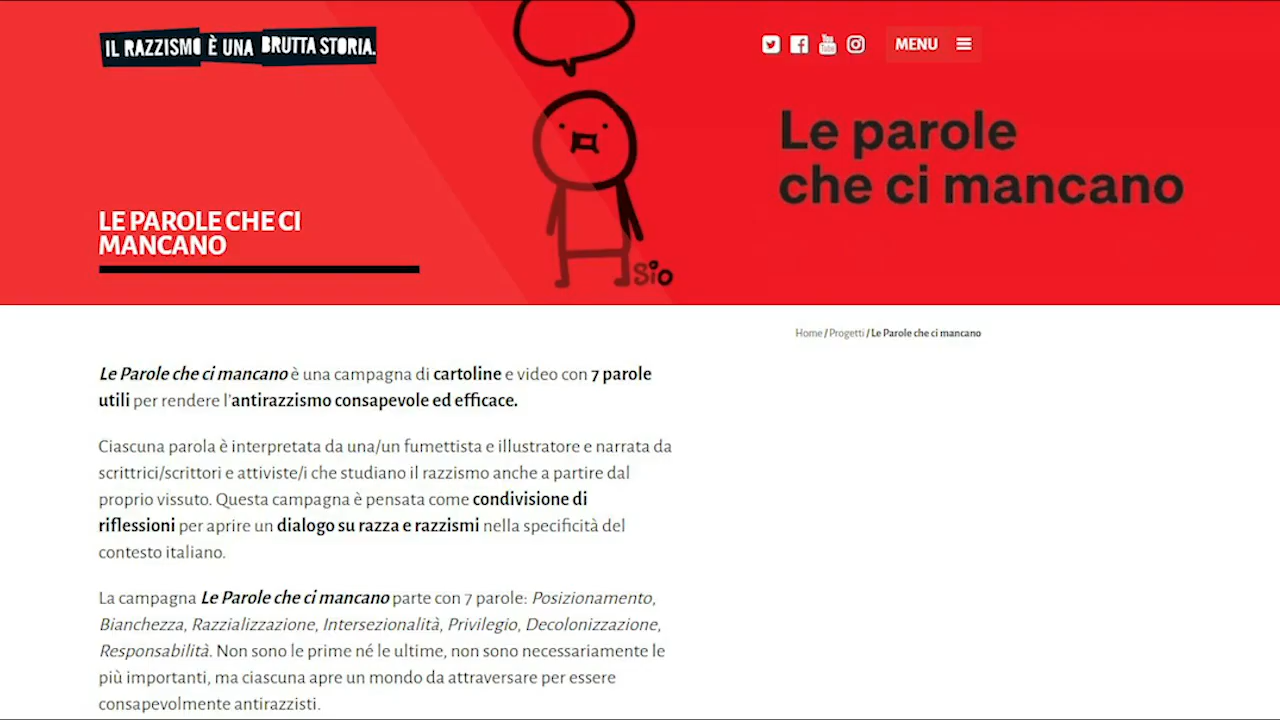 IL RAZZISMO È UNA BRUTTA STORIA.
You Tube
MENU
Le parole
che ci mancano
LE PAROLE CHE CI
MANCANO
Sio
Home / Progetti / Le Parole che ci mancano
Le Parole che ci mancano è una campagna di cartoline e video con 7 parole
utili per rendere l'antirazzismo consapevole ed efficace.
Ciascuna parola è interpretata da una/un fumettista e illustratore e narrata da
scrittrici/scrittori e attiviste/i che studiano il razzismo anche a partire dal
proprio vissuto. Questa campagna è pensata come condivisione di
riflessioni per aprire un dialogo su razza e razzismi nella specificità del
contesto italiano.
La campagna Le Parole che ci mancano parte con 7 parole: Posizionamento,
Bianchezza, Razzializzazione, Intersezionalità, Privilegio, Decolonizzazione,
Responsabilità. Non sono le prime né le ultime, non sono necessariamente le
più importanti, ma ciascuna apre un mondo da attraversare per essere
consapevolmente antirazzisti.